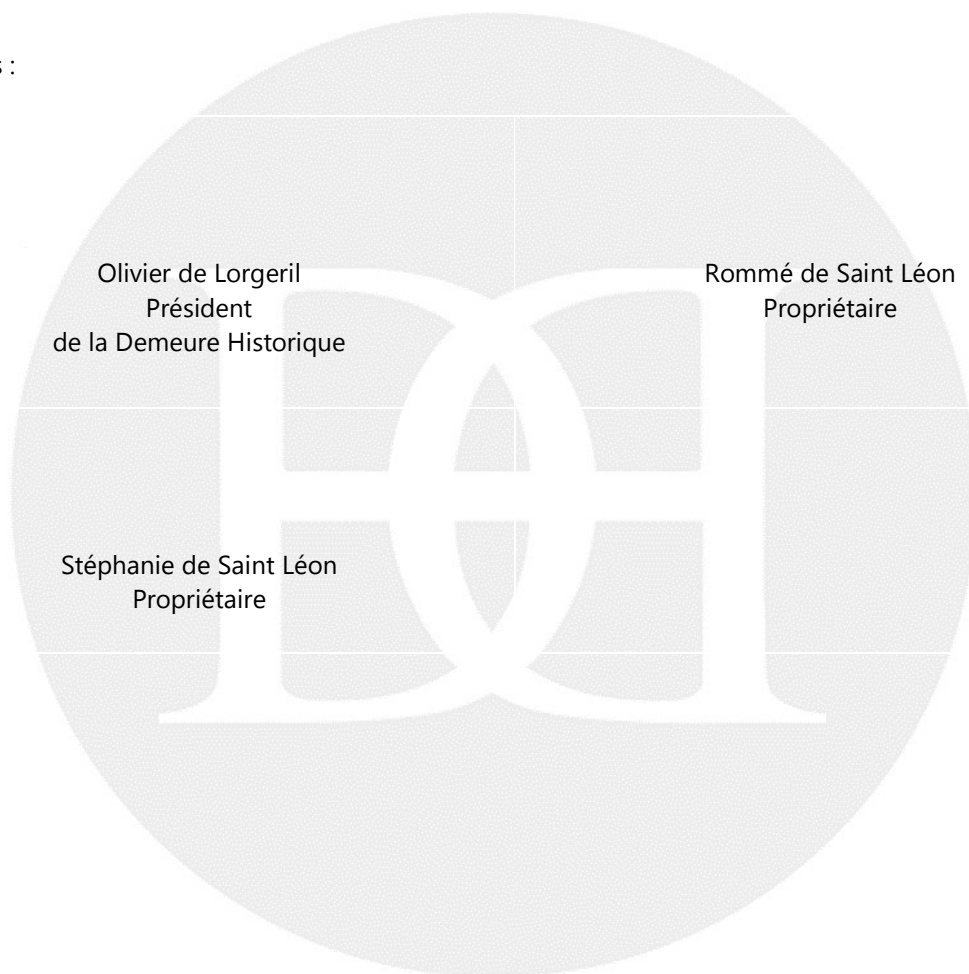 s :
Olivier de Lorgeril
Président
de la Demeure Historique
Rommé de Saint Léon
Propriétaire
Stéphanie de Saint Léon
Propriétaire